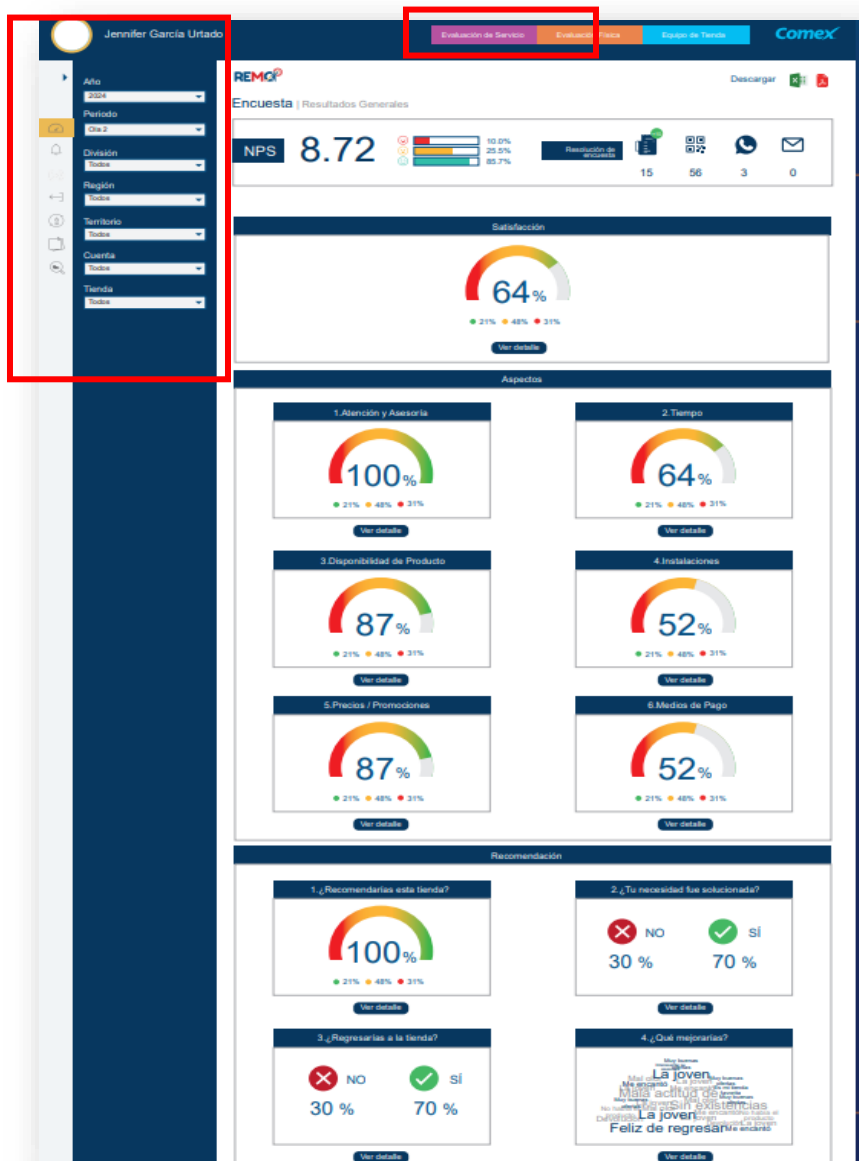 Jennifer García Urtado
Evaluación de Servicio
Evaluación Física
Equipo de Tienda
Comex
Año
2024
Periodo
Ola 2
División
Todos
Región
Todos
Territorio
Todos
Cuenta
Todos
Tienda
Todos
REMG
Descargar
Encuesta | Resultados Generales
NPS 8.72
10.0%
25.5%
85.7%
Resolución de
encuesta
15 56 3 0
Satisfacción
64%
21% 48% 31%
Ver detalle
Aspectos
1.Atención y Asesoría
100%
21% 48% 31%
Ver detalle
2.Tiempo
64%
21% 48% 31%
Ver detalle
3.Disponibilidad de Producto
87%
21% 48% 31%
Ver detalle
4.Instalaciones
52%
21% 48% 31%
Ver detalle
5.Precios / Promociones
87%
21% 48% 31%
Ver detalle
6.Medios de Pago
52%
21% 48% 31%
Ver detalle
Recomendación
1.¿Recomendarías esta tienda?
100%
21% 48% 31%
Ver detalle
2.¿Tu necesidad fue solucionada?
NO SÍ
30 % 70 %
Ver detalle
3.¿Regresarías a la tienda?
NO SÍ
30 % 70 %
Ver detalle
4.¿Qué mejorarías?
Muy buenas
La joven
Me encantó
Mala actitud de
Sin existencias
La joven
Feliz de regresar
Me encantó
Ver detalle